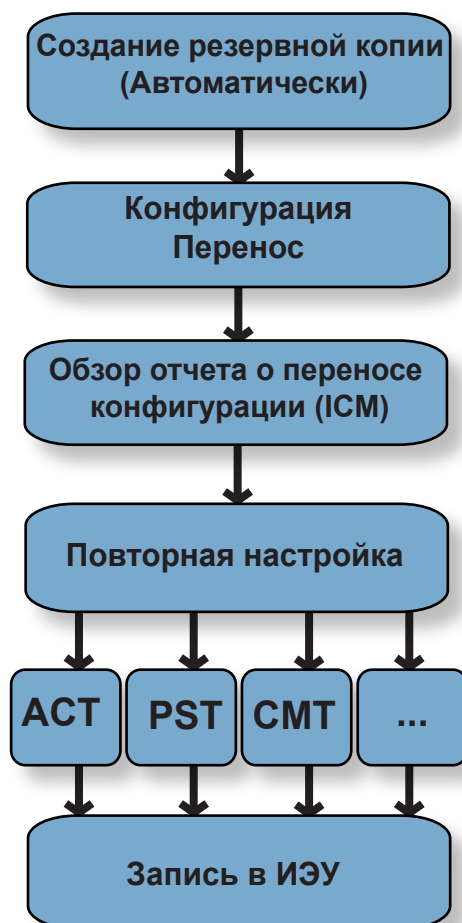 Создание резервной копии
(Автоматически)
Конфигурация
Перенос
Обзор отчета о переносе
конфигурации (ICM)
Повторная настройка
ACT PST CMT ...
Запись в ИЭУ